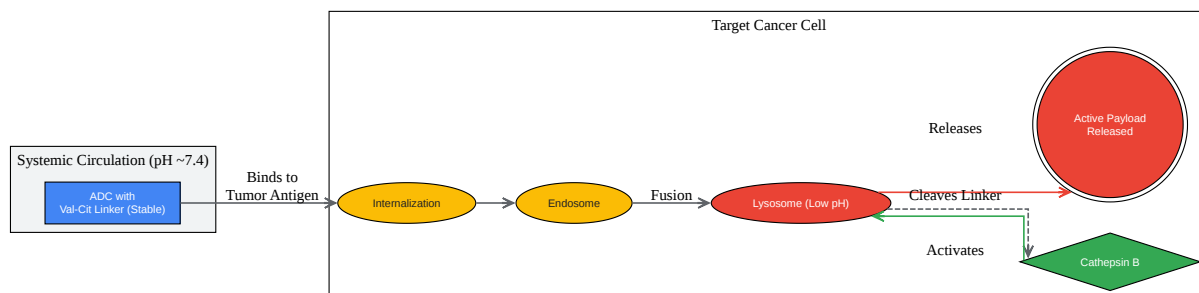 Target Cancer Cell
Systemic Circulation (pH ~7.4)
ADC with
Val-Cit Linker (Stable)
Binds to
Tumor Antigen
Internalization
Endosome
Fusion
Lysosome (Low pH)
Releases
Active Payload
Released
Cleaves Linker
Activates
Cathepsin B